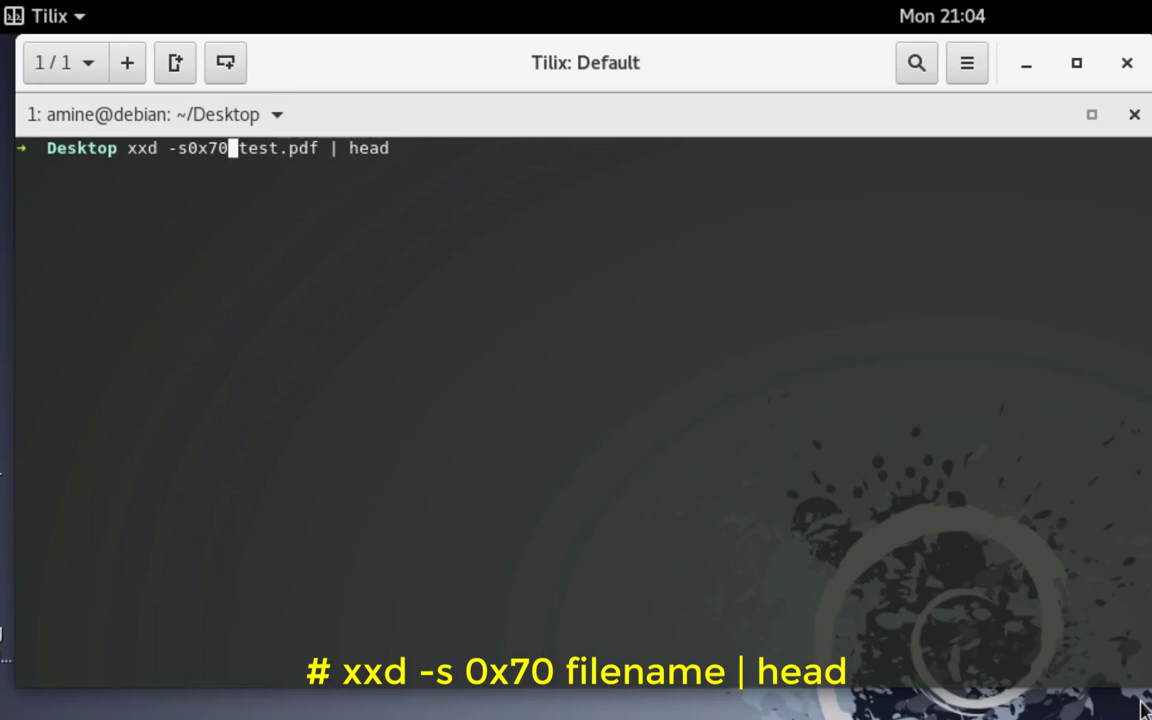 Tilix
Mon 21:04
1 / 1
Tilix: Default
1: amine@debian: ~/Desktop
➜ Desktop xxd -s0x70 test.pdf | head
# xxd -s 0x70 filename | head